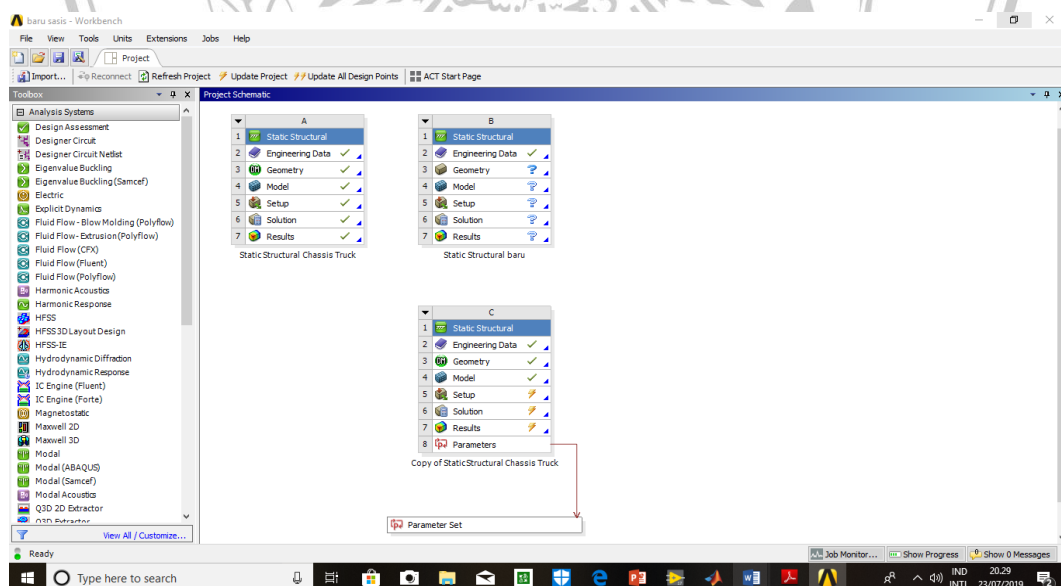 baru sasis - Workbench
File View Tools Units Extensions Jobs Help
Project
Import... Reconnect Refresh Project Update Project Update All Design Points ACT Start Page
Toolbox
Project Schematic
Analysis Systems
Design Assessment
Designer Circuit
Designer Circuit Netlist
Eigenvalue Buckling
Eigenvalue Buckling (Samcef)
Electric
Explicit Dynamics
Fluid Flow - Blow Molding (Polyflow)
Fluid Flow - Extrusion (Polyflow)
Fluid Flow (CFX)
Fluid Flow (Fluent)
Fluid Flow (Polyflow)
Harmonic Acoustics
Harmonic Response
HFSS
HFSS 3D Layout Design
HFSS-IE
Hydrodynamic Diffraction
Hydrodynamic Response
IC Engine (Fluent)
IC Engine (Forte)
Magnetostatic
Maxwell 2D
Maxwell 3D
Modal
Modal (ABAQUS)
Modal (Samcef)
Modal Acoustics
Q3D 2D Extractor
Q3D Extractor
View All / Customize...
A
1 Static Structural
2 Engineering Data
3 Geometry
4 Model
5 Setup
6 Solution
7 Results
Static Structural Chassis Truck
B
1 Static Structural
2 Engineering Data
3 Geometry
4 Model
5 Setup
6 Solution
7 Results
Static Structural baru
C
1 Static Structural
2 Engineering Data
3 Geometry
4 Model
5 Setup
6 Solution
7 Results
8 Parameters
Copy of Static Structural Chassis Truck
Parameter Set
Ready
Job Monitor... Show Progress Show 0 Messages
Type here to search
IND
INTL
20.29
23/07/2019